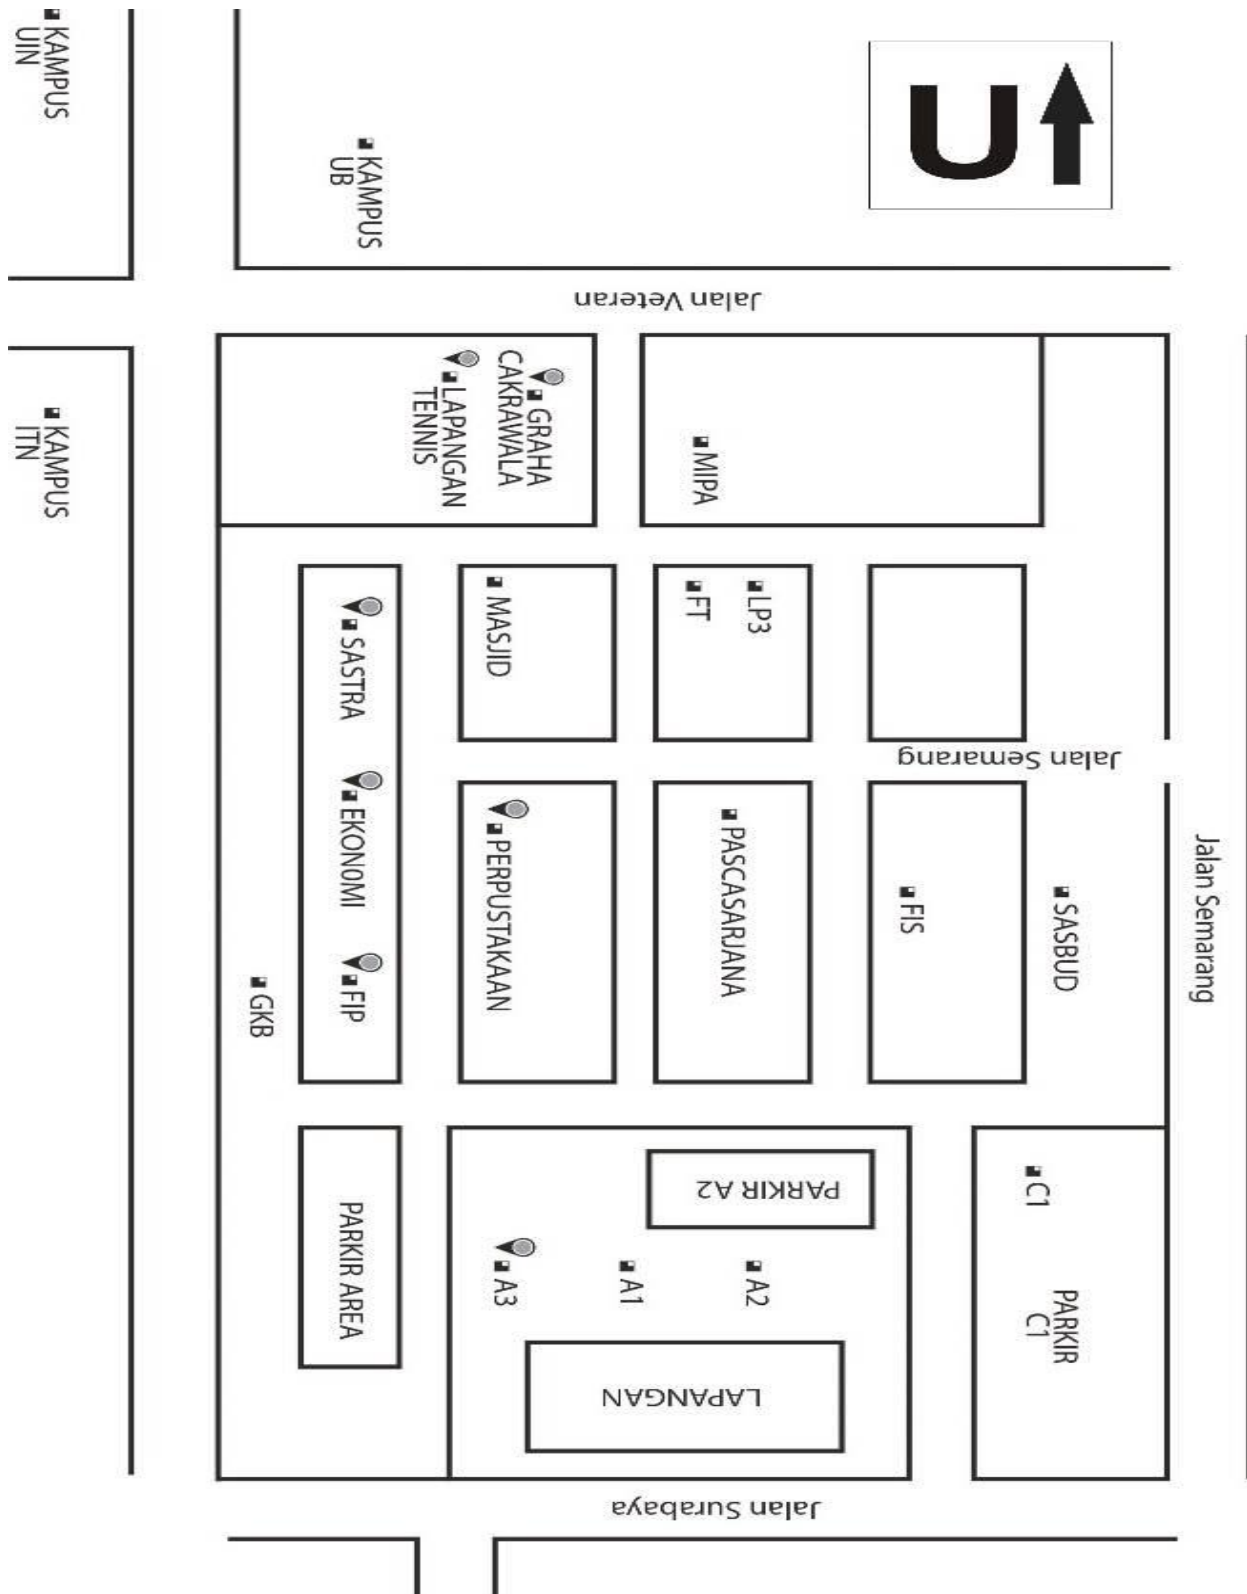 U
KAMPUS
UIN
KAMPUS
UB
Jalan Veteran
KAMPUS
ITN
GRAHA
CAKRAWALA
LAPANGAN
TENNIS
MIPA
SASTRA
MASJID
FT
LP3
Jalan Semarang
Jalan Semarang
EKONOMI
PERPUSTAKAAN
PASCASARJANA
FIS
SASBUD
FIP
GKB
PARKIR AREA
PARKIR A2
C1
A3
A1
A2
PARKIR
C1
LAPANGAN
Jalan Surabaya